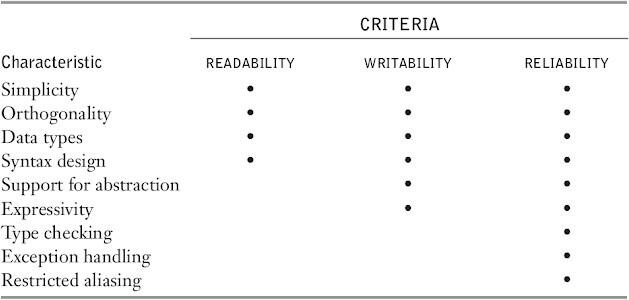 CRITERIA
Characteristic READABILITY WRITABILITY RELIABILITY
Simplicity • • •
Orthogonality • • •
Data types • • •
Syntax design • • •
Support for abstraction • •
Expressivity • •
Type checking •
Exception handling •
Restricted aliasing •